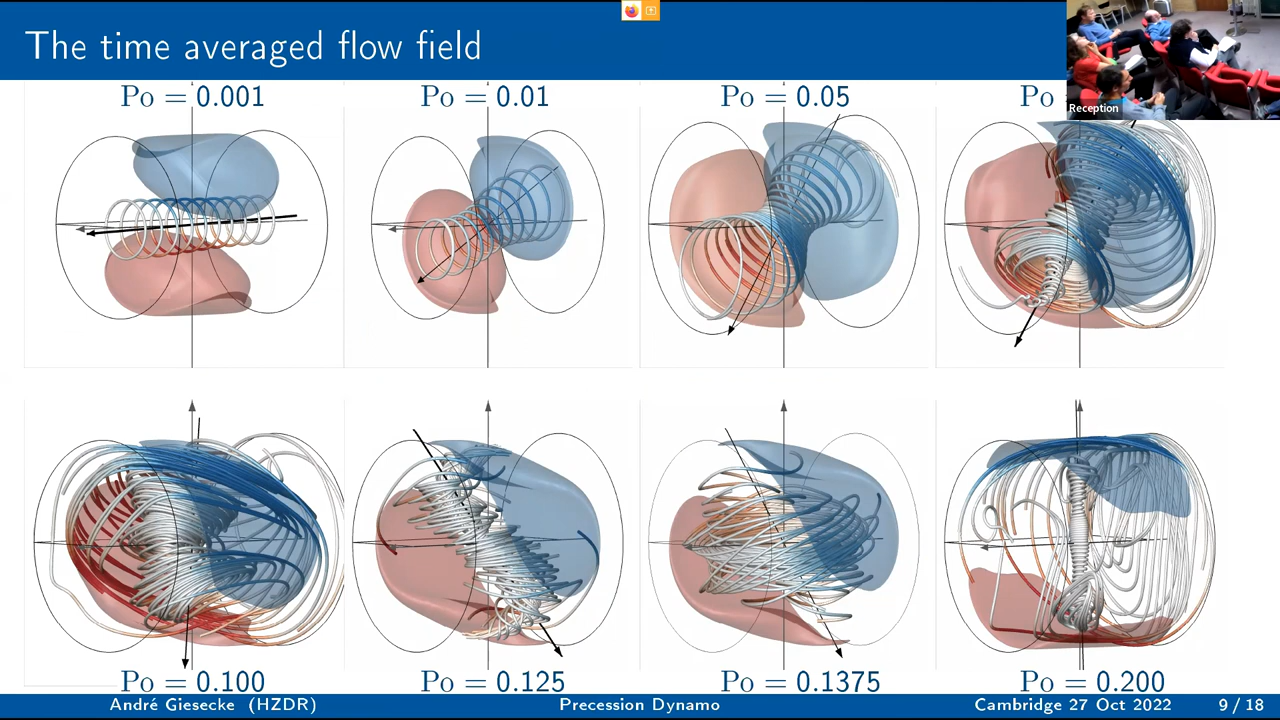 The time averaged flow field
Reception
Po = 0.001
Po = 0.01
Po = 0.05
Po
Po = 0.100
Po = 0.125
Po = 0.1375
Po = 0.200
André Giesecke (HZDR)
Precession Dynamo
Cambridge 27 Oct 2022
9 / 18